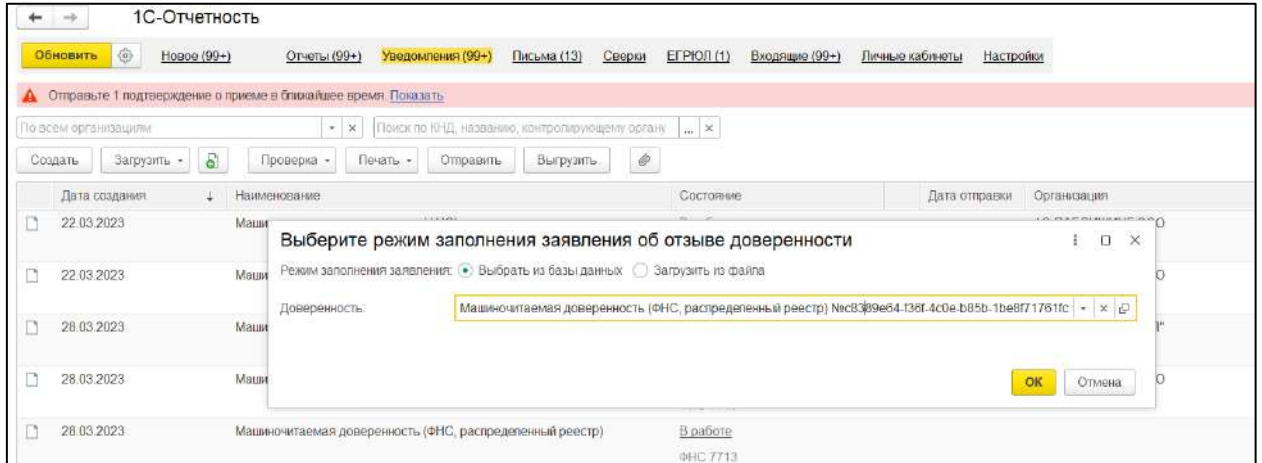 1С-Отчетность
Обновить Новое (99+) Отчеты (99+) Уведомления (99+) Письма (13) Сверки ЕГРЮЛ (1) Входящие (99+) Личные кабинеты Настройки
Отправьте 1 подтверждение о приеме в ближайшее время. Показать
По всем организациям Поиск по КНД, названию, контролирующему органу ...
Создать Загрузить Проверка Печать Отправить Выгрузить
Дата создания ↓ Наименование Состояние Дата отправки Организация
22.03.2023 Маши
Выберите режим заполнения заявления об отзыве доверенности
22.03.2023 Маши Режим заполнения заявления: Выбрать из базы данных Загрузить из файла
Доверенность: Машиночитаемая доверенность (ФНС, распределенный реестр)
28.03.2023 Маши
28.03.2023 Маши ОК Отмена
28.03.2023 Машиночитаемая доверенность (ФНС, распределенный реестр) В работе
ФНС 7713